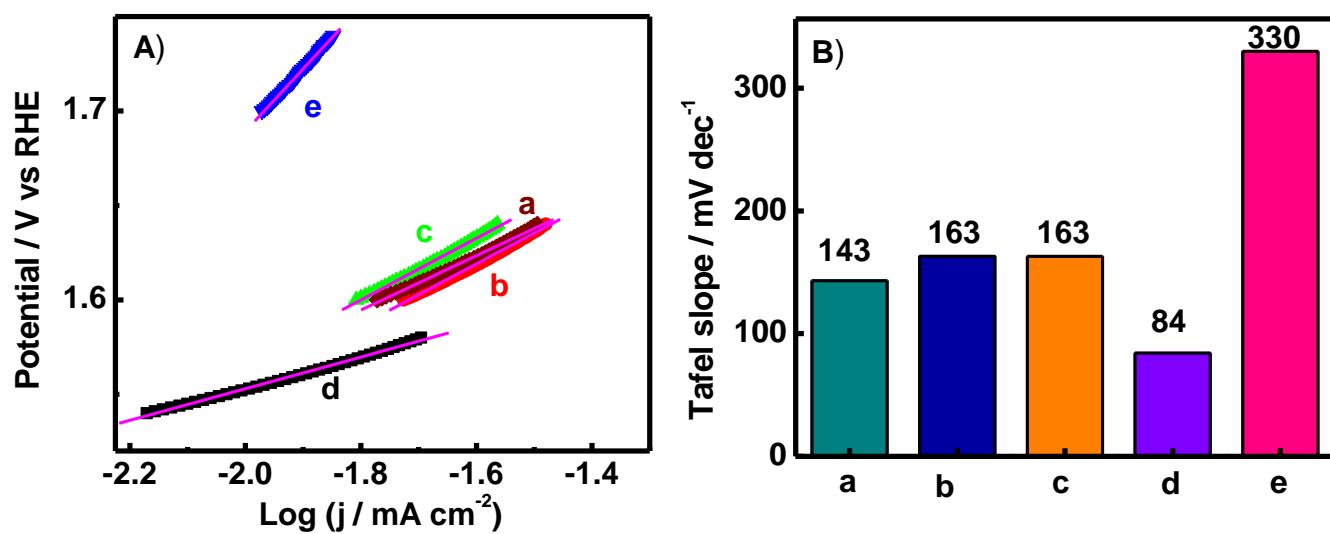 A)
Potential / V vs RHE
1.7
1.6
e
a
c
b
d
-2.2 -2.0 -1.8 -1.6 -1.4
Log (j / mA cm⁻²)
B)
Tafel slope / mV dec⁻¹
300
200
100
0
143
163
163
84
330
a b c d e